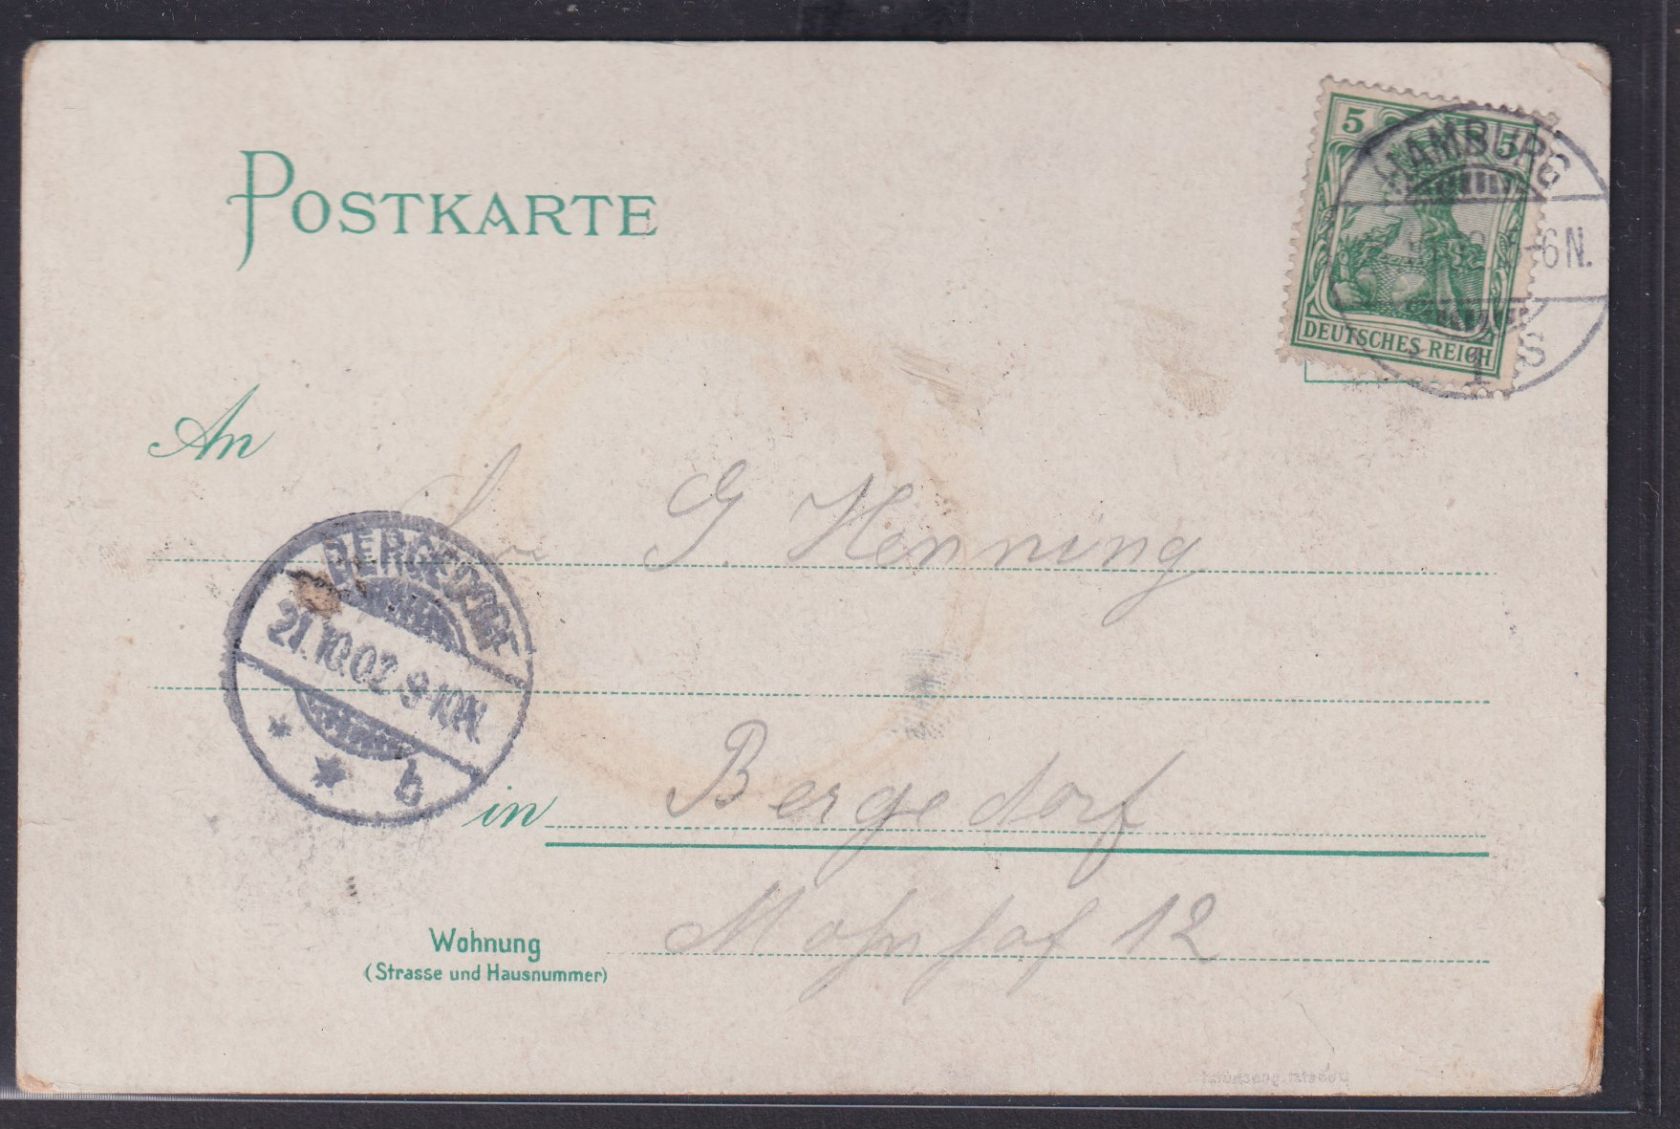 POSTKARTE
5 5
DEUTSCHES REICH
HAMBURG
-6N.
1
An
G. Henning
BERGEDORF
21.10.02 9-10N.
* * b
in Bergedorf
Wohnung
(Strasse und Hausnummer)
12